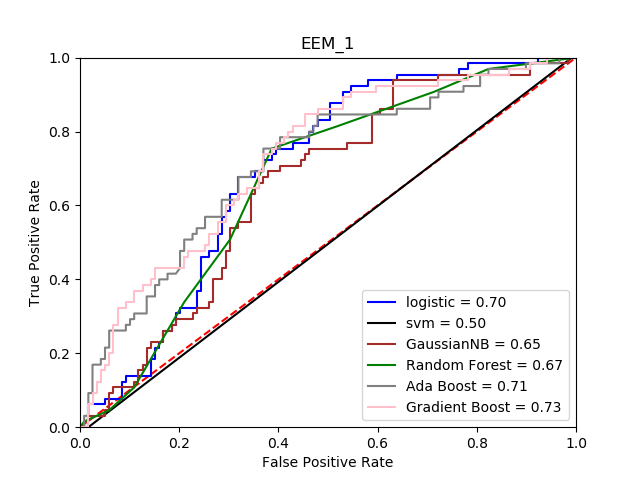 EEM_1
True Positive Rate
1.0
0.8
0.6
0.4
0.2
0.0
logistic = 0.70
svm = 0.50
GaussianNB = 0.65
Random Forest = 0.67
Ada Boost = 0.71
Gradient Boost = 0.73
0.0 0.2 0.4 0.6 0.8 1.0
False Positive Rate